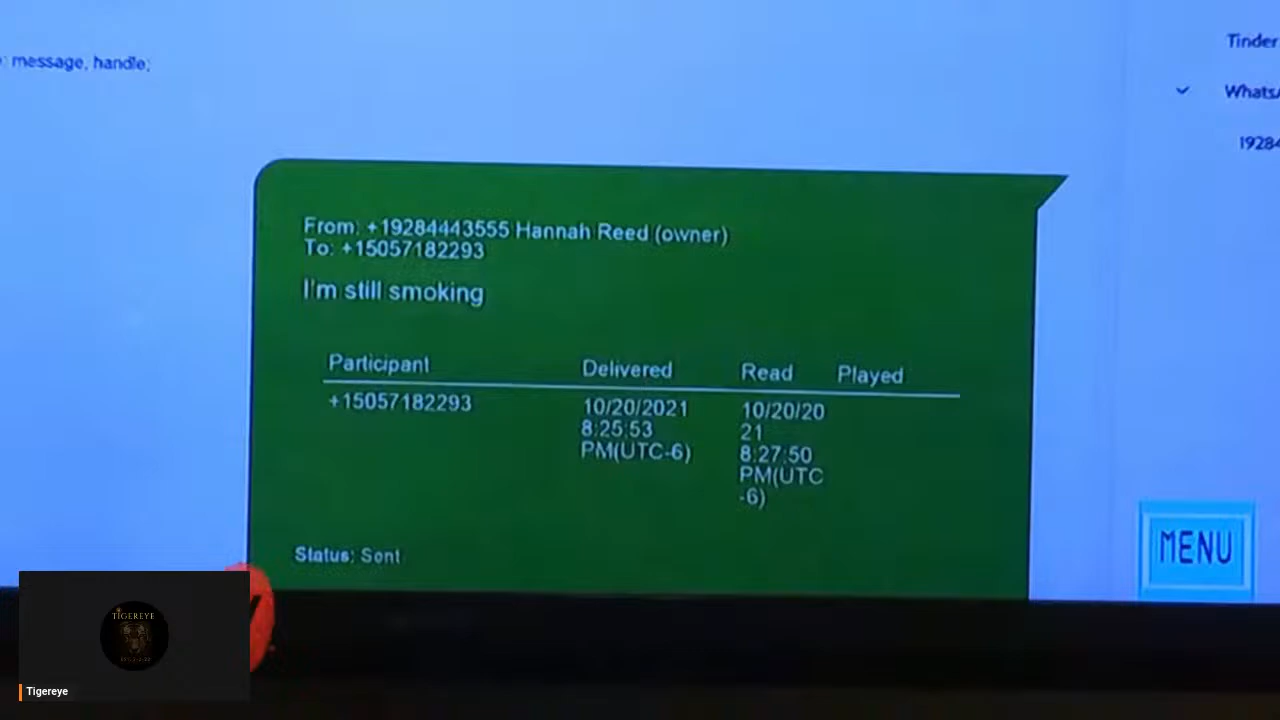 message, handle;
Tinder
Whats
19284
From: +19284443555 Hannah Reed (owner)
To: +15057182293
I'm still smoking
Participant Delivered Read Played
+15057182293 10/20/2021 10/20/20
8:25:53 21
PM(UTC-6) 8:27:50
PM(UTC
-6)
Status: Sent
MENU
TIGEREYE
Tigereye